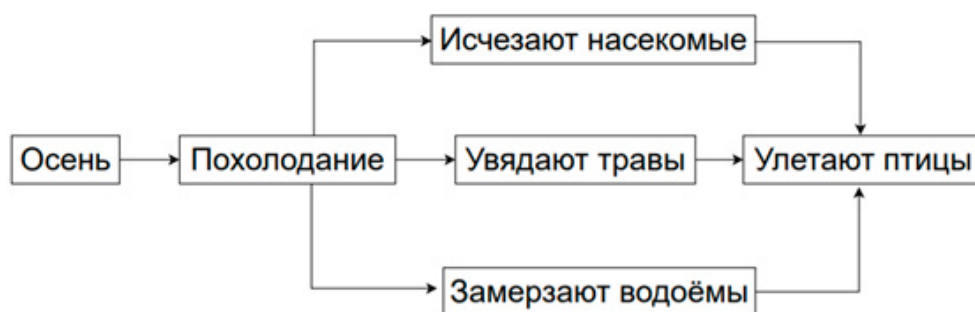 Исчезают насекомые
Осень
Похолодание
Увядают травы
Улетают птицы
Замерзают водоёмы